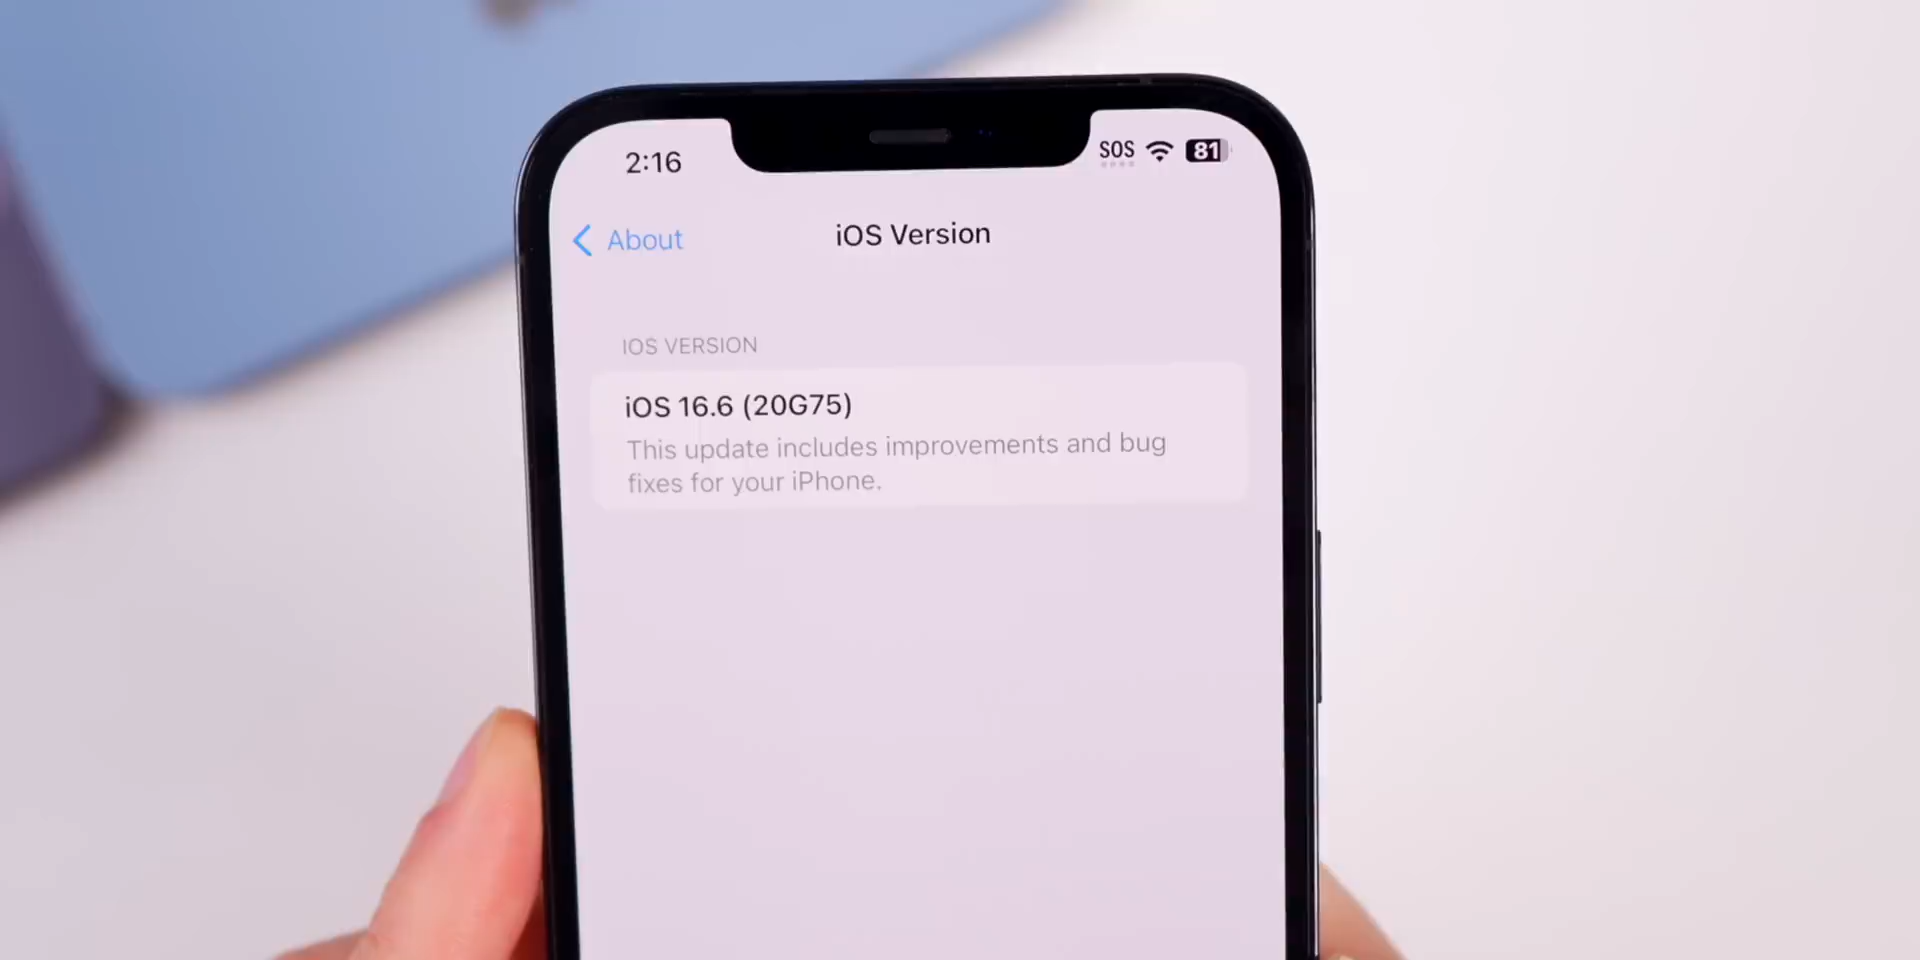 2:16
SOS
81
About
iOS Version
IOS VERSION
iOS 16.6 (20G75)
This update includes improvements and bug
fixes for your iPhone.